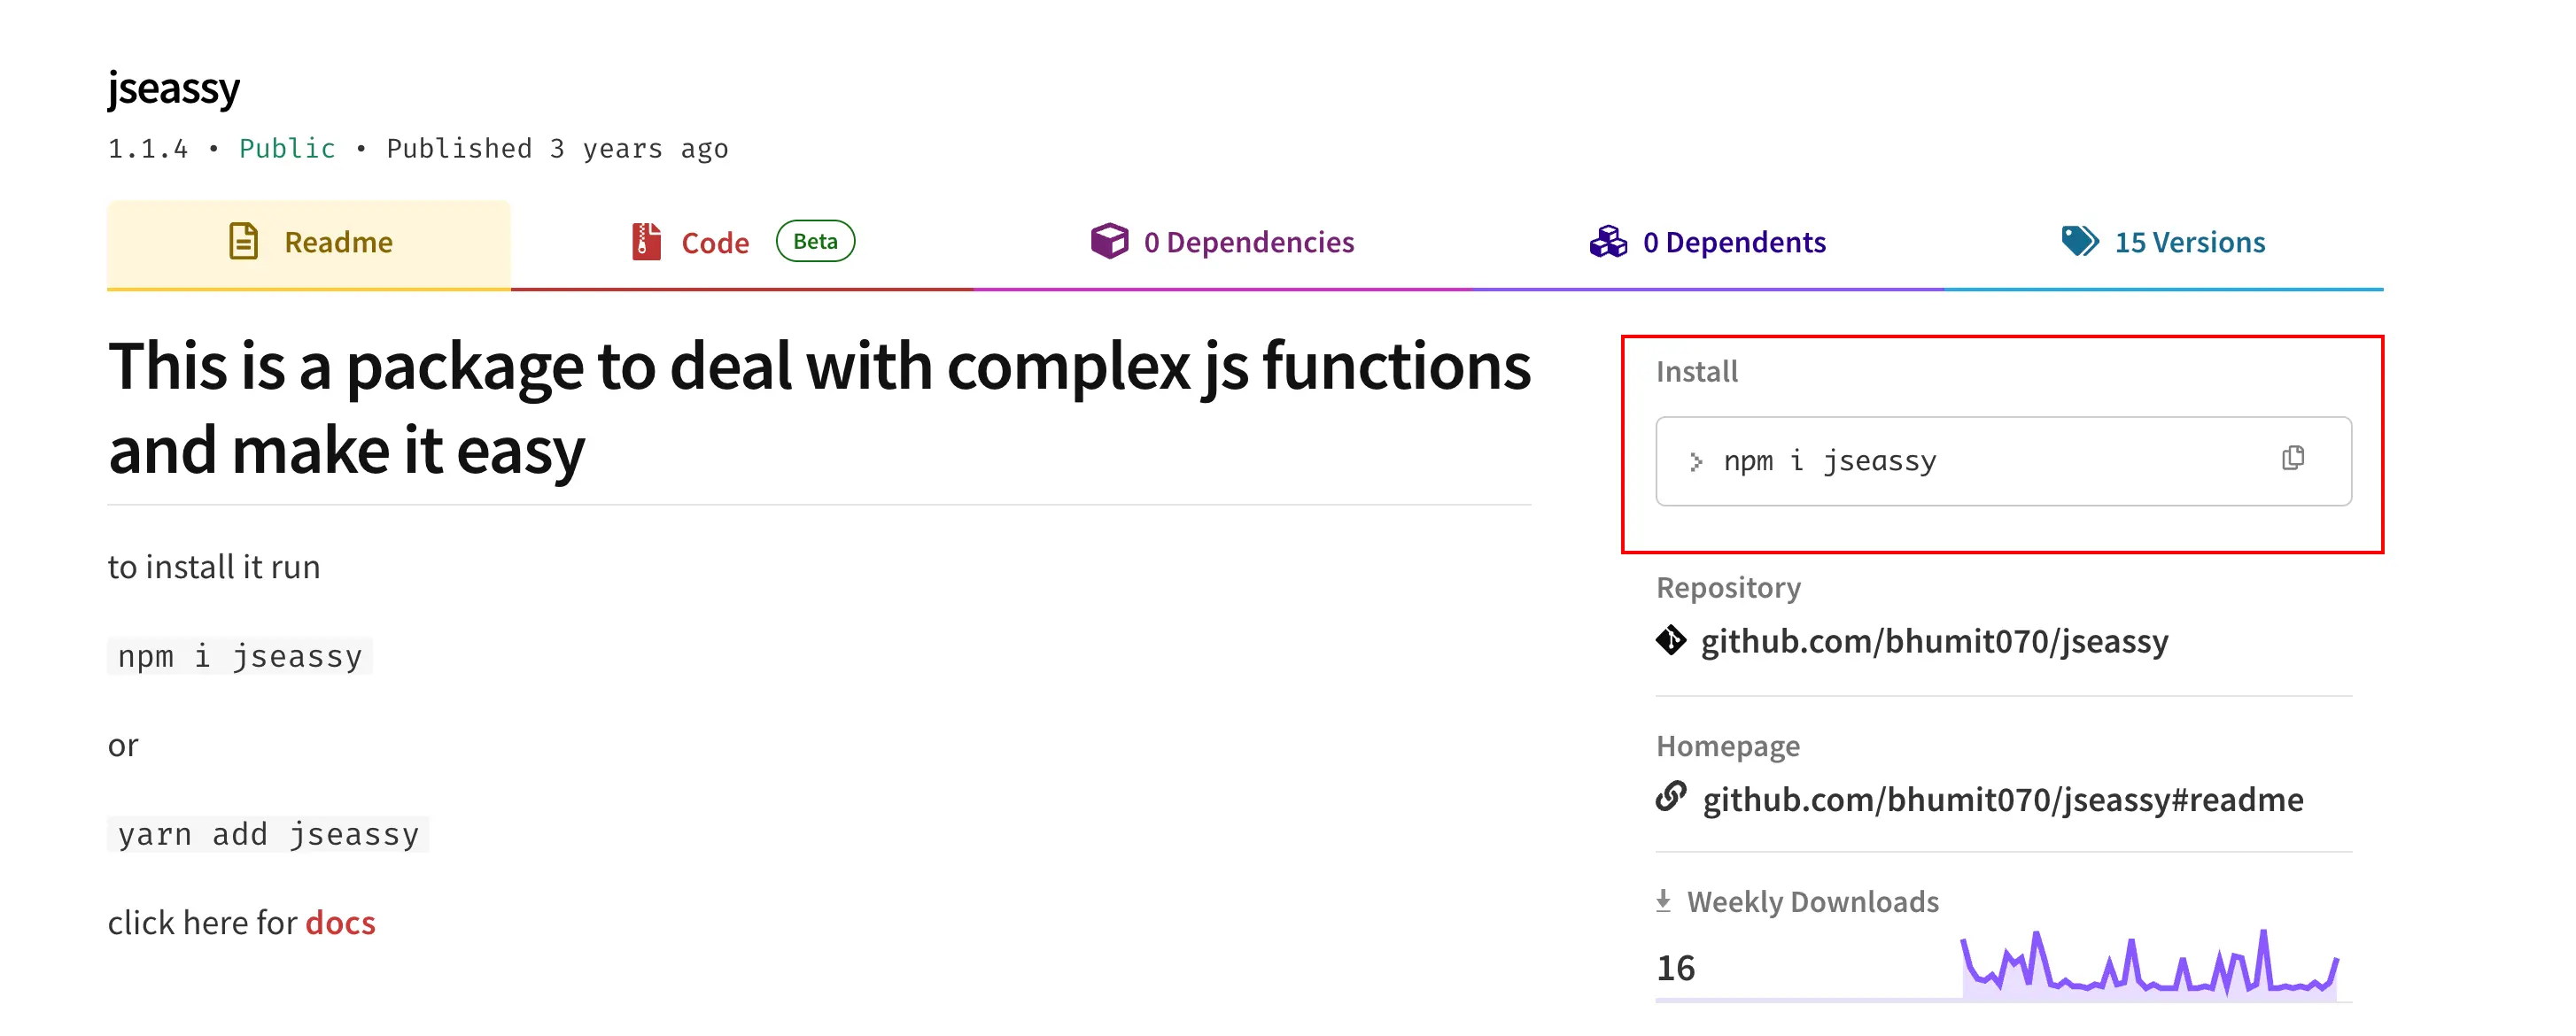 jseassy
1.1.4 • Public • Published 3 years ago
Readme
Code Beta
0 Dependencies
0 Dependents
15 Versions
This is a package to deal with complex js functions
and make it easy
to install it run
npm i jseassy
or
yarn add jseassy
click here for docs
Install
> npm i jseassy
Repository
github.com/bhumit070/jseassy
Homepage
github.com/bhumit070/jseassy#readme
Weekly Downloads
16